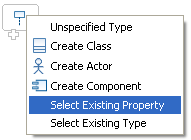 Unspecified Type
Create Class
Create Actor
Create Component
Select Existing Property
Select Existing Type